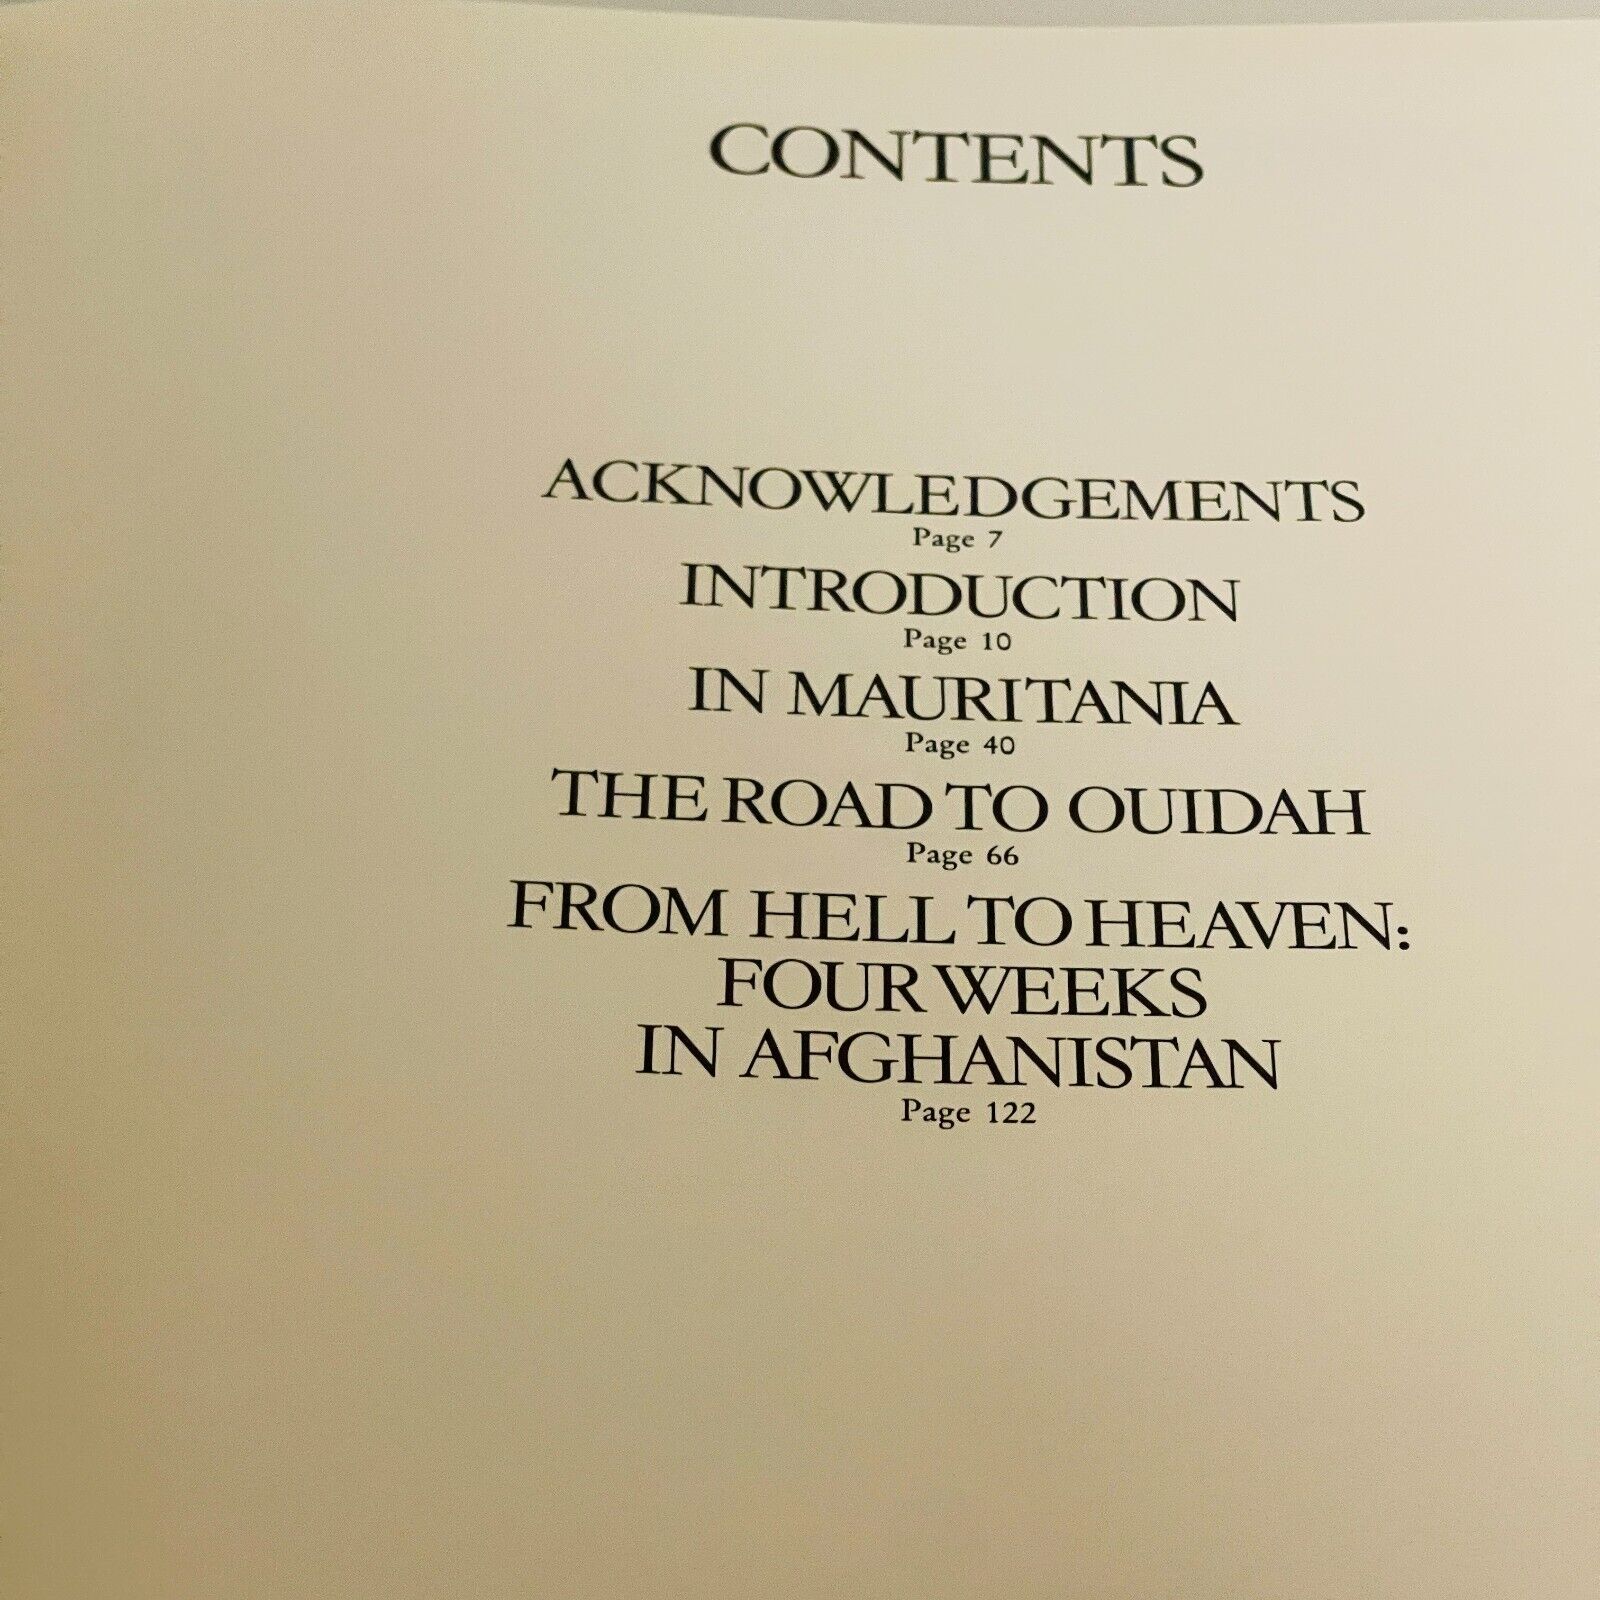 CONTENTS
ACKNOWLEDGEMENTS
Page 7
INTRODUCTION
Page 10
IN MAURITANIA
Page 40
THE ROAD TO OUIDAH
Page 66
FROM HELL TO HEAVEN:
FOUR WEEKS
IN AFGHANISTAN
Page 122